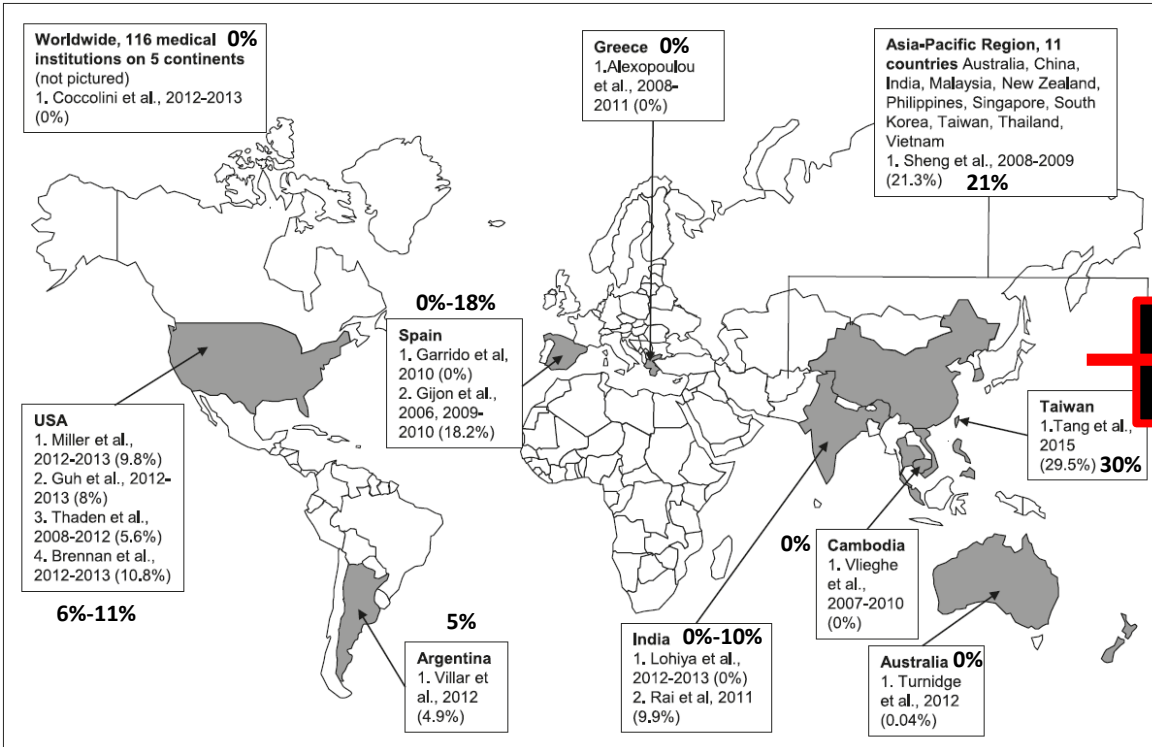 Worldwide, 116 medical 0%
institutions on 5 continents
(not pictured)
1. Coccolini et al., 2012-2013
(0%)
Greece 0%
1.Alexopoulou
et al., 2008-
2011 (0%)
Asia-Pacific Region, 11
countries Australia, China,
India, Malaysia, New Zealand,
Philippines, Singapore, South
Korea, Taiwan, Thailand,
Vietnam
1. Sheng et al., 2008-2009
(21.3%) 21%
0%-18%
Spain
1. Garrido et al,
2010 (0%)
2. Gijon et al.,
2006, 2009-
2010 (18.2%)
USA
1. Miller et al.,
2012-2013 (9.8%)
2. Guh et al., 2012-
2013 (8%)
3. Thaden et al.,
2008-2012 (5.6%)
4. Brennan et al.,
2012-2013 (10.8%)
6%-11%
Taiwan
1.Tang et al.,
2015
(29.5%) 30%
0%
Cambodia
1. Vlieghe
et al.,
2007-2010
(0%)
5%
Argentina
1. Villar et
al., 2012
(4.9%)
India 0%-10%
1. Lohiya et al.,
2012-2013 (0%)
2. Rai et al, 2011
(9.9%)
Australia 0%
1. Turnidge
et al., 2012
(0.04%)